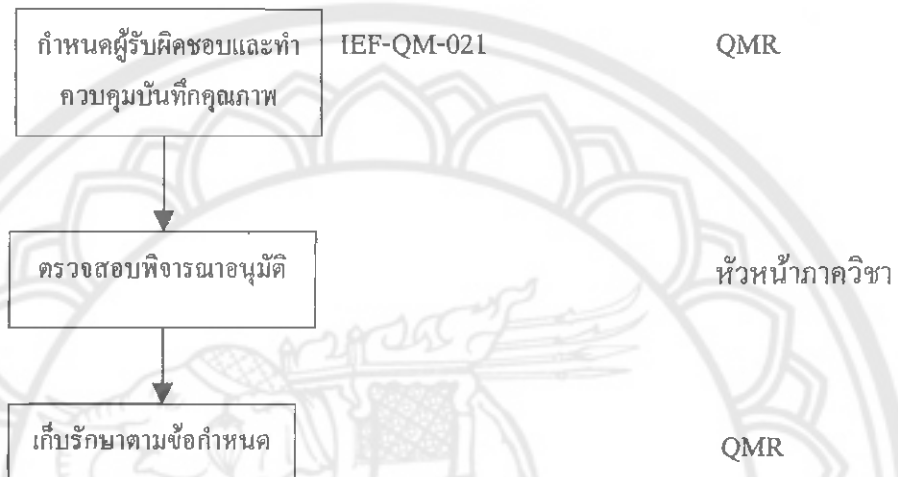 กำหนดผู้รับผิดชอบและทำ IEF-QM-021 QMR
ควบคุมบันทึกคุณภาพ
ตรวจสอบพิจารณาอนุมัติ หัวหน้าภาควิชา
เก็บรักษาตามข้อกำหนด QMR